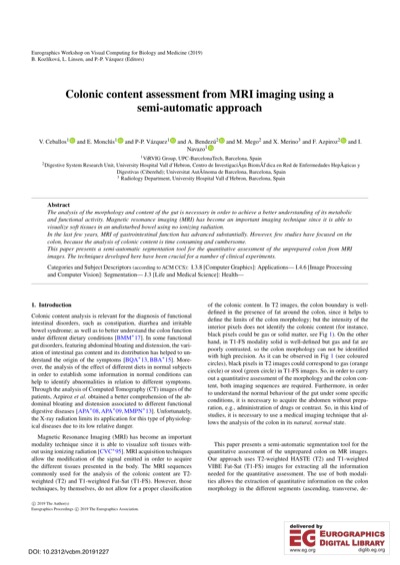 Eurographics Workshop on Visual Computing for Biology and Medicine (2019)
B. Kozlíková, L. Linsen, and P.-P. Vázquez (Editors)
Colonic content assessment from MRI imaging using a
semi-automatic approach
V. Ceballos1 and E. Monclús1 and P-P. Vázquez1 and A. Bendezú2 and M. Mego2 and X. Merino3 and F. Azpiroz2 and I.
Navazo1
1ViRVIG Group, UPC-BarcelonaTech, Barcelona, Spain
2Digestive System Research Unit, University Hospital Vall d'Hebron, Centro de Investigación Biomédica en Red de Enfermedades Hepáticas y
Digestivas (Ciberehd); Universitat Autònoma de Barcelona, Barcelona, Spain
3 Radiology Department, University Hospital Vall d'Hebron, Barcelona, Spain
Abstract
The analysis of the morphology and content of the gut is necessary in order to achieve a better understanding of its metabolic
and functional activity. Magnetic resonance imaging (MRI) has become an important imaging technique since it is able to
visualize soft tissues in an undisturbed bowel using no ionizing radiation.
In the last few years, MRI of gastrointestinal function has advanced substantially. However, few studies have focused on the
colon, because the analysis of colonic content is time consuming and cumbersome.
This paper presents a semi-automatic segmentation tool for the quantitative assessment of the unprepared colon from MRI
images. The techniques developed here have been crucial for a number of clinical experiments.
Categories and Subject Descriptors (according to ACM CCS): I.3.8 [Computer Graphics]: Applications— I.4.6 [Image Processing
and Computer Vision]: Segmentation— J.3 [Life and Medical Science]: Health—
1. Introduction
Colonic content analysis is relevant for the diagnosis of functional
intestinal disorders, such as constipation, diarrhea and irritable
bowel syndrome; as well as to better understand the colon function
under different dietary conditions [BMM*17]. In some functional
gut disorders, featuring abdominal bloating and distension, the vari-
ation of intestinal gas content and its distribution has helped to un-
derstand the origin of the symptoms [BQA*13, BBA*15]. More-
over, the analysis of the effect of different diets in normal subjects
in order to establish some information in normal conditions can
help to identify abnormalities in relation to different symptoms.
Through the analysis of Computed Tomography (CT) images of the
patients, Azpiroz et al. obtained a better comprehension of the ab-
dominal bloating and distension associated to different functional
digestive diseases [APA*08, APA*09, MMPN*13]. Unfortunately,
the X-ray radiation limits its application for this type of physiolog-
ical diseases due to its low relative danger.
Magnetic Resonance Imaging (MRI) has become an important
modality technique since it is able to visualize soft tissues with-
out using ionizing radiation [CVC*95]. MRI acquisition techniques
allow the modification of the signal emitted in order to acquire
the different tissues presented in the body. The MRI sequences
commonly used for the analysis of the colonic content are T2-
weighted (T2) and T1-weighted Fat-Sat (T1-FS). However, those
techniques, by themselves, do not allow for a proper classification
of the colonic content. In T2 images, the colon boundary is well-
defined in the presence of fat around the colon, since it helps to
define the limits of the colon morphology; but the intensity of the
interior pixels does not identify the colonic content (for instance,
black pixels could be gas or solid matter, see Fig 1). On the other
hand, in T1-FS modality solid is well-defined but gas and fat are
poorly contrasted, so the colon morphology can not be identified
with high precision. As it can be observed in Fig 1 (see coloured
circles), black pixels in T2 images could correspond to gas (orange
circle) or stool (green circle) in T1-FS images. So, in order to carry
out a quantitative assessment of the morphology and the colon con-
tent, both imaging sequences are required. Furthermore, in order
to understand the normal behaviour of the gut under some specific
conditions, it is necessary to acquire the abdomen without prepa-
ration, e.g., administration of drugs or contrast. So, in this kind of
studies, it is necessary to use a medical imaging technique that al-
lows the analysis of the colon in its natural, normal state.
This paper presents a semi-automatic segmentation tool for the
quantitative assessment of the unprepared colon on MR images.
Our approach uses T2-weighted HASTE (T2) and T1-weighted
VIBE Fat-Sat (T1-FS) images for extracting all the information
needed for the quantitative assessment. The use of both modali-
ties allows the extraction of quantitative information on the colon
morphology in the different segments (ascending, transverse, de-
© 2019 The Author(s)
Eurographics Proceedings © 2019 The Eurographics Association
DOI: 10.2312/vcbm.20191227
delivered by
EG EUROGRAPHICS
DIGITAL LIBRARY
www.eg.org diglib.eg.org